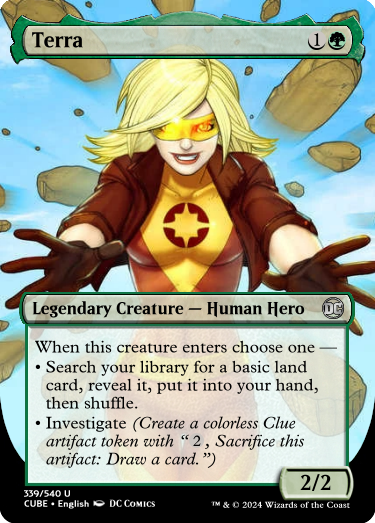 Terra 1
Legendary Creature — Human Hero DC
When this creature enters choose one —
• Search your library for a basic land
card, reveal it, put it into your hand,
then shuffle.
• Investigate (Create a colorless Clue
artifact token with “ 2 , Sacrifice this
artifact: Draw a card.”)
2/2
339/540 U
CUBE • English DC COMICS
™ & © 2024 Wizards of the Coast